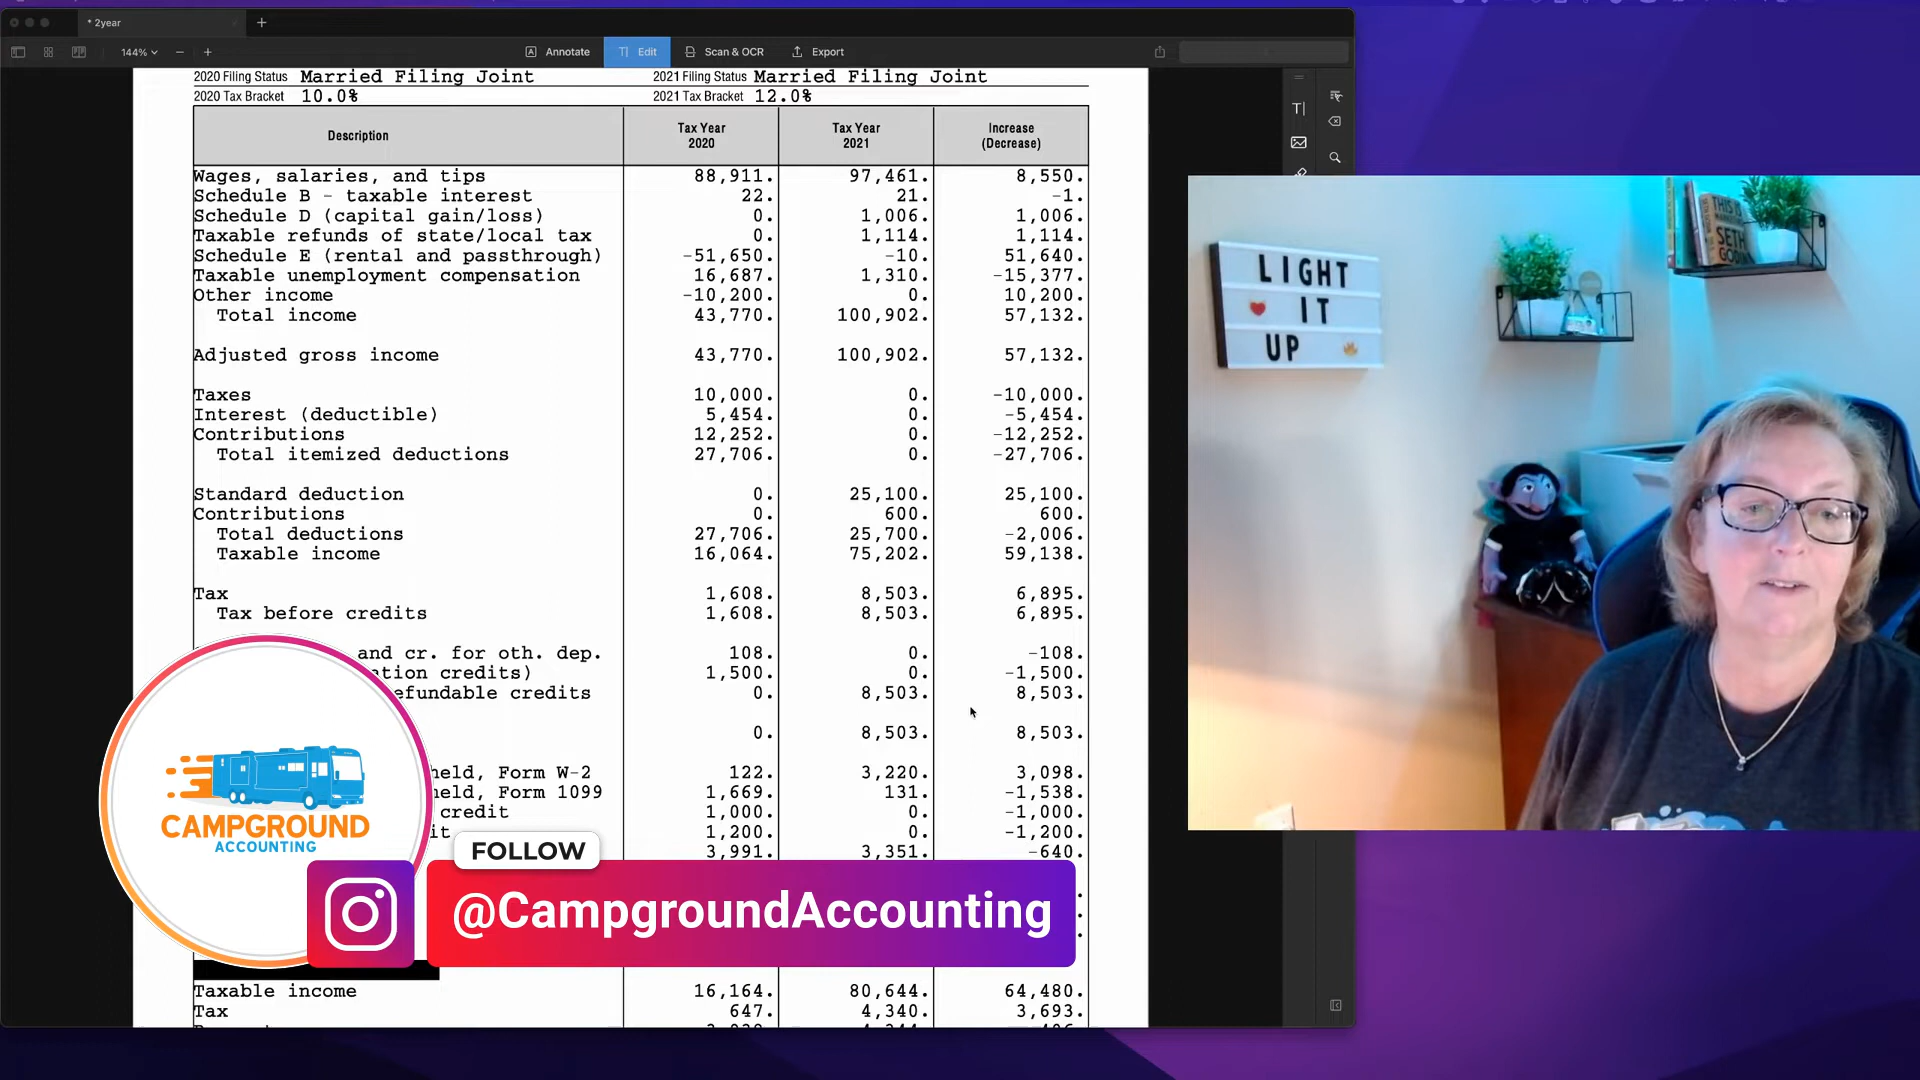 * 2year
144%
Annotate
Edit
Scan & OCR
Export
2020 Filing Status Married Filing Joint 2021 Filing Status Married Filing Joint
2020 Tax Bracket 10.0% 2021 Tax Bracket 12.0%
Description Tax Year 2020 Tax Year 2021 Increase (Decrease)
Wages, salaries, and tips 88,911. 97,461. 8,550.
Schedule B - taxable interest 22. 21. -1.
Schedule D (capital gain/loss) 0. 1,006. 1,006.
Taxable refunds of state/local tax 0. 1,114. 1,114.
Schedule E (rental and passthrough) -51,650. -10. 51,640.
Taxable unemployment compensation 16,687. 1,310. -15,377.
Other income -10,200. 0. 10,200.
Total income 43,770. 100,902. 57,132.
Adjusted gross income 43,770. 100,902. 57,132.
Taxes 10,000. 0. -10,000.
Interest (deductible) 5,454. 0. -5,454.
Contributions 12,252. 0. -12,252.
Total itemized deductions 27,706. 0. -27,706.
Standard deduction 0. 25,100. 25,100.
Contributions 0. 600. 600.
Total deductions 27,706. 25,700. -2,006.
Taxable income 16,064. 75,202. 59,138.
Tax 1,608. 8,503. 6,895.
Tax before credits 1,608. 8,503. 6,895.
and cr. for oth. dep. 108. 0. -108.
ation credits) 1,500. 0. -1,500.
efundable credits 0. 8,503. 8,503.
0. 8,503. 8,503.
held, Form W-2 122. 3,220. 3,098.
held, Form 1099 1,669. 131. -1,538.
credit 1,000. 0. -1,000.
it 1,200. 0. -1,200.
3,991. 3,351. -640.
Taxable income 16,164. 80,644. 64,480.
Tax 647. 4,340. 3,693.
CAMPGROUND
ACCOUNTING
FOLLOW
@CampgroundAccounting
LIGHT
IT
UP
THIS IS
SETH
GODIN